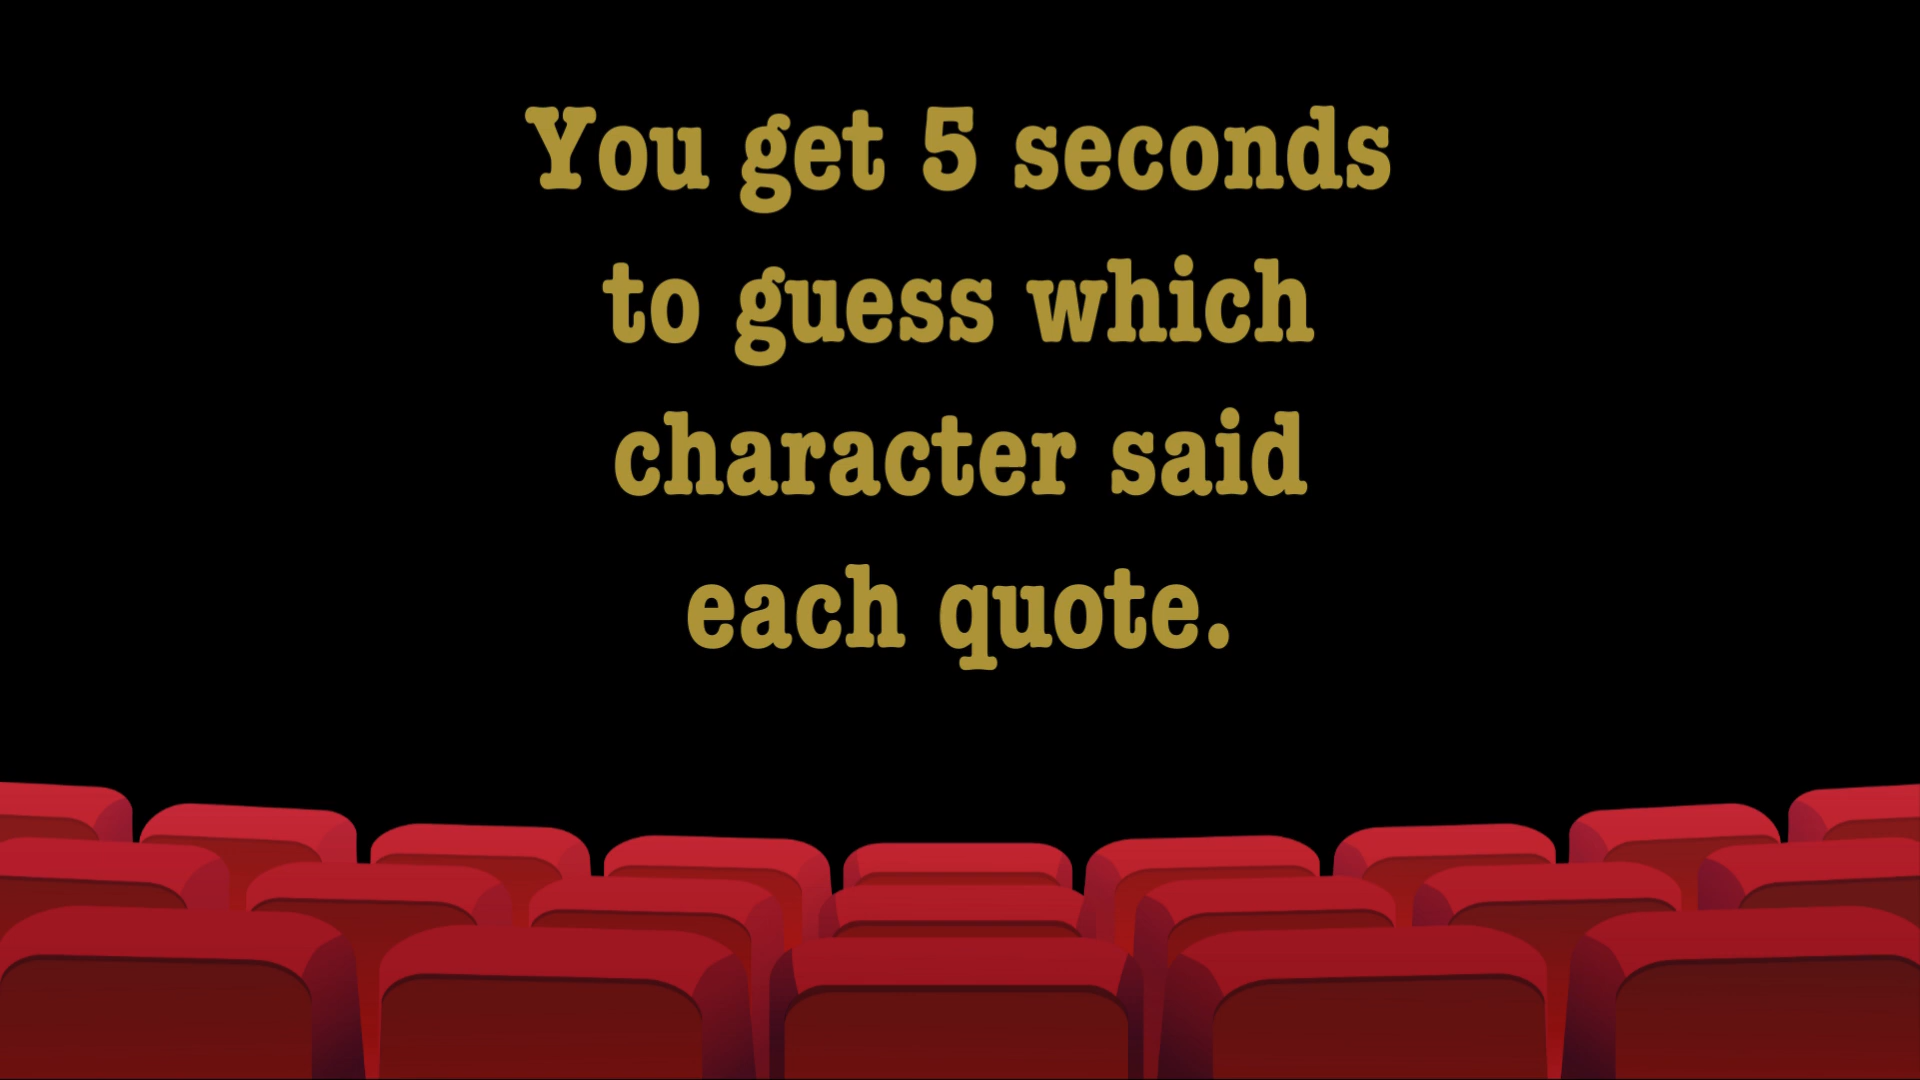 You get 5 seconds
to guess which
character said
each quote.